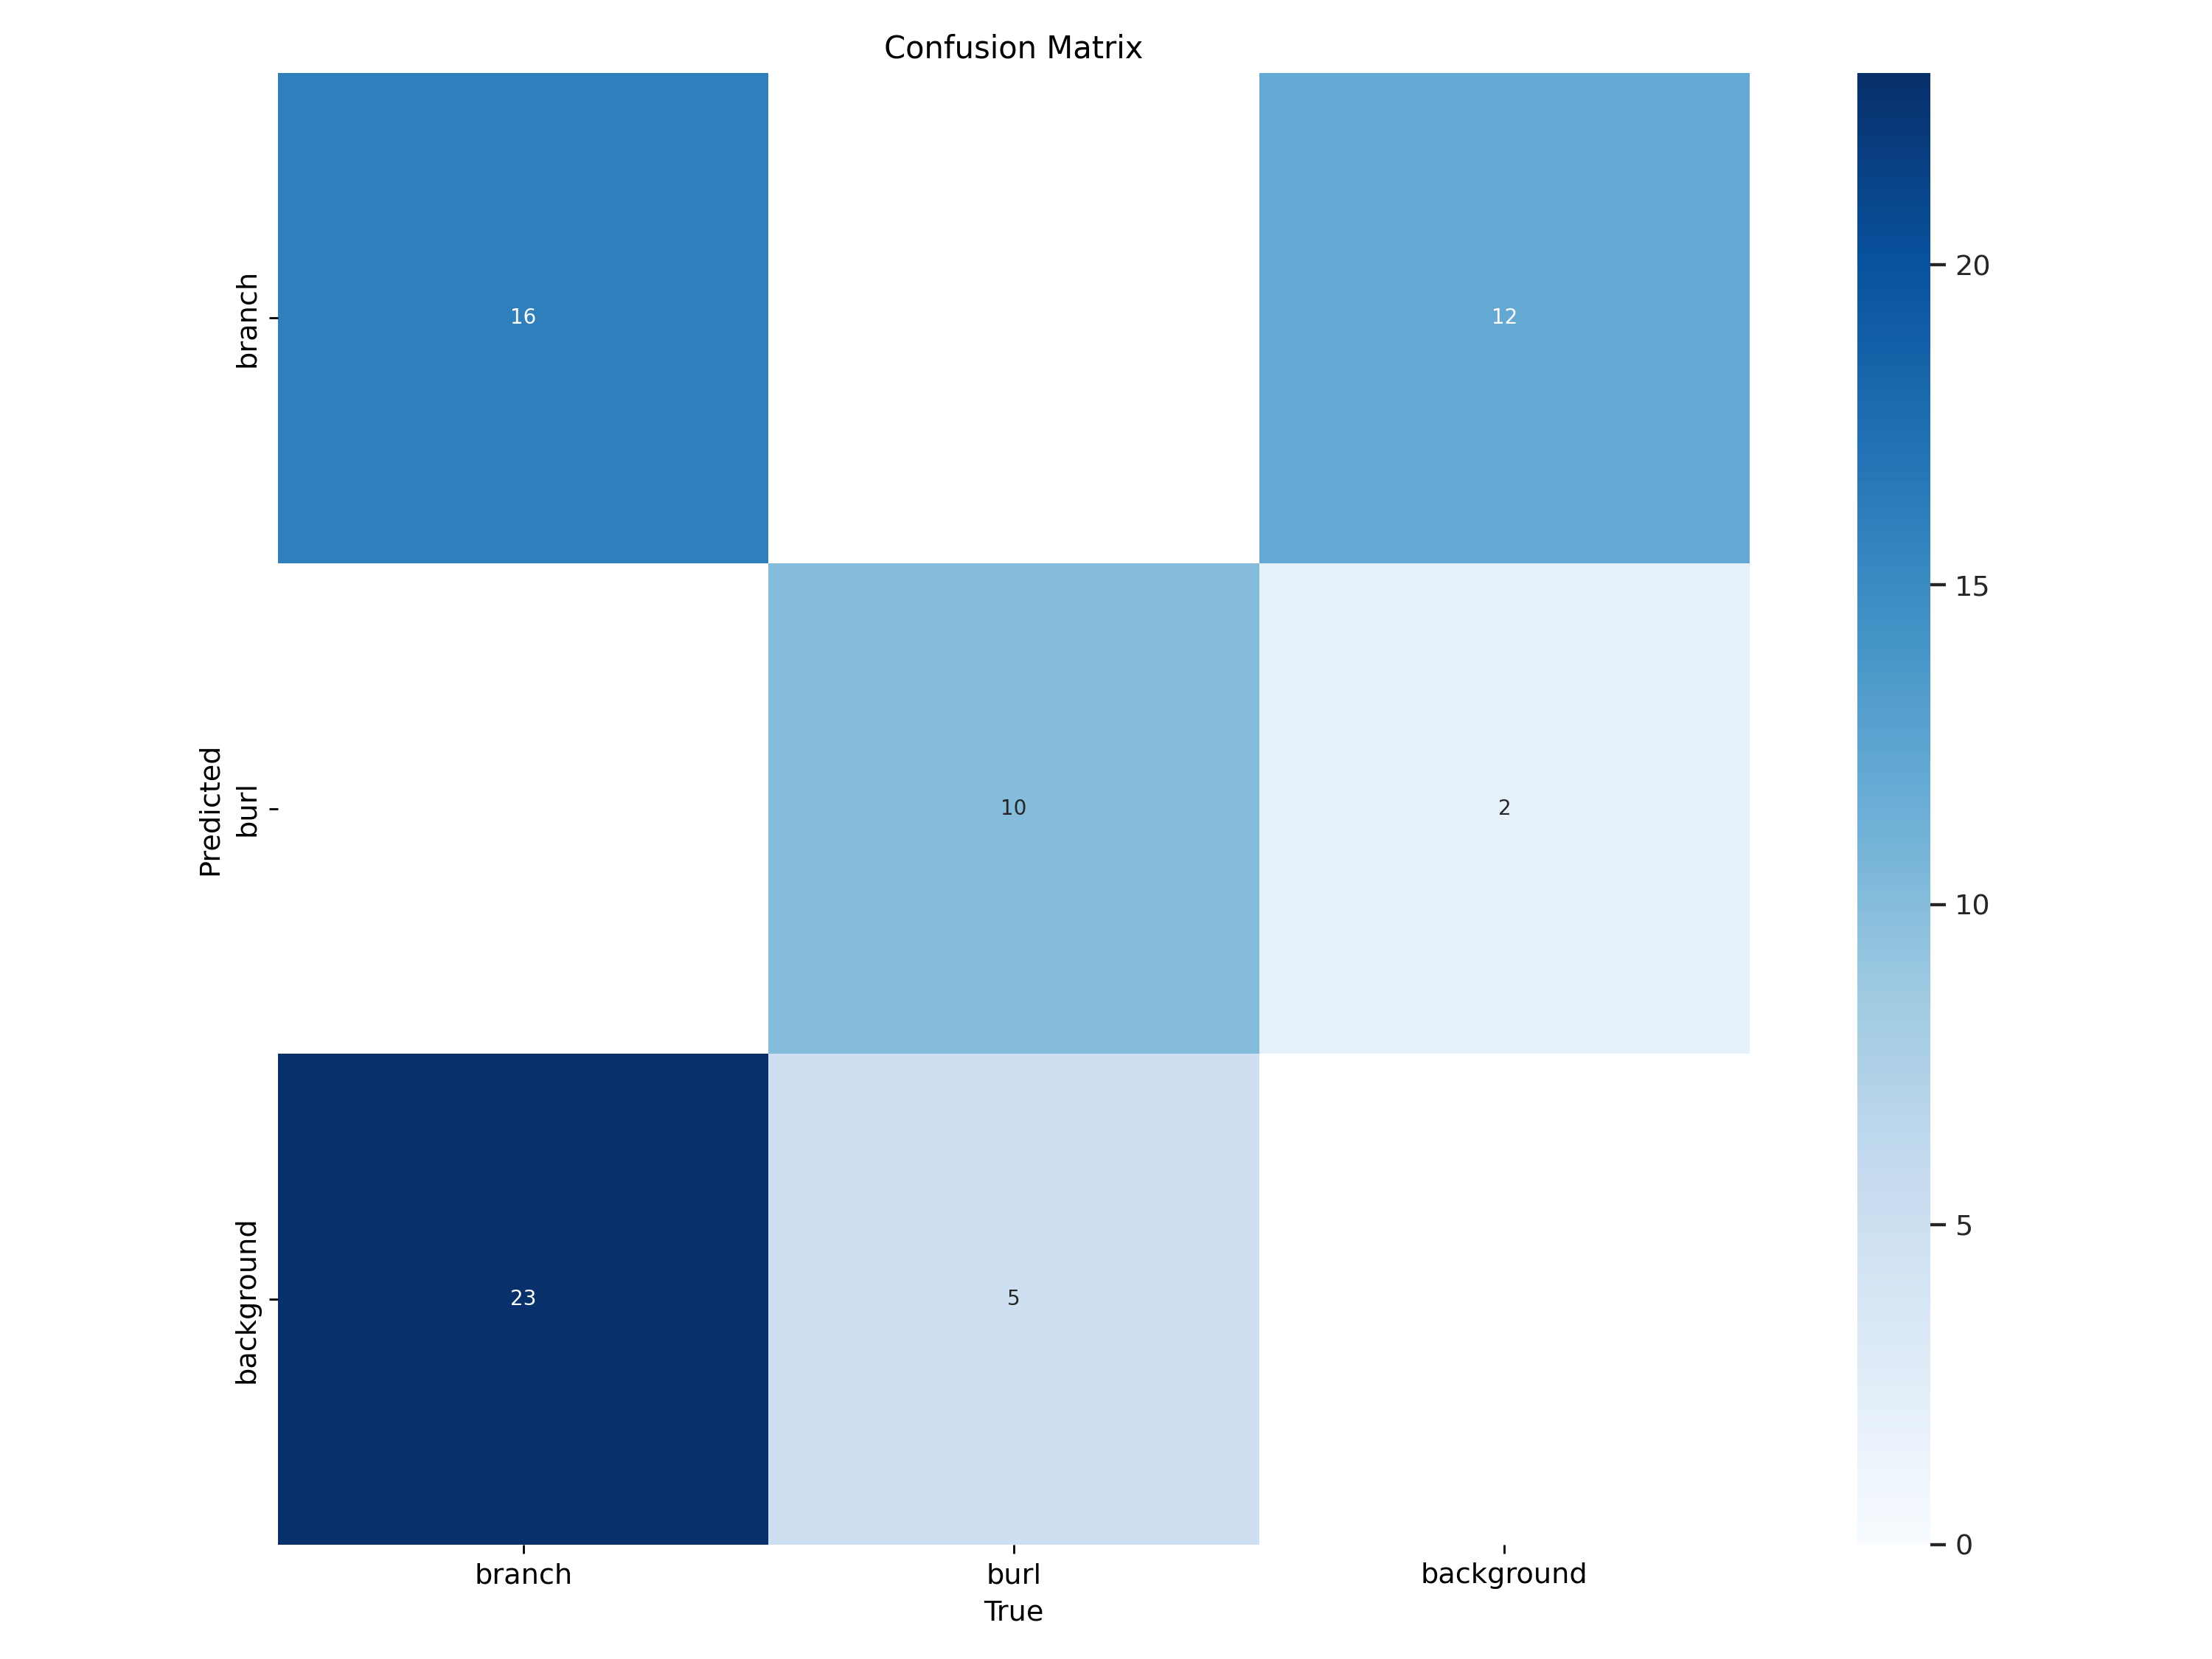 Confusion Matrix
Predicted
branch
16
12
burl
10
2
background
23
5
branch
burl
background
True
20
15
10
5
0